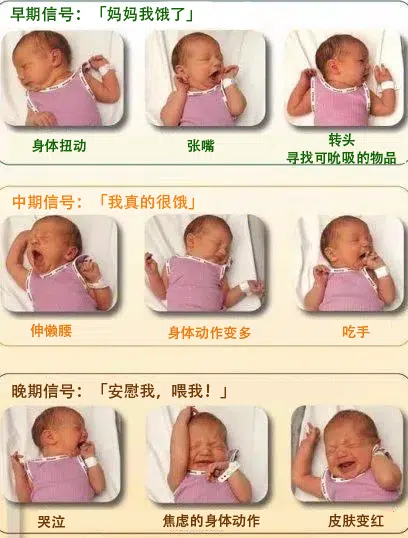 早期信号：「妈妈我饿了」
身体扭动
张嘴
转头
寻找可吮吸的物品
中期信号：「我真的很饿」
伸懒腰
身体动作变多
吃手
晚期信号：「安慰我，喂我！」
哭泣
焦虑的身体动作
皮肤变红